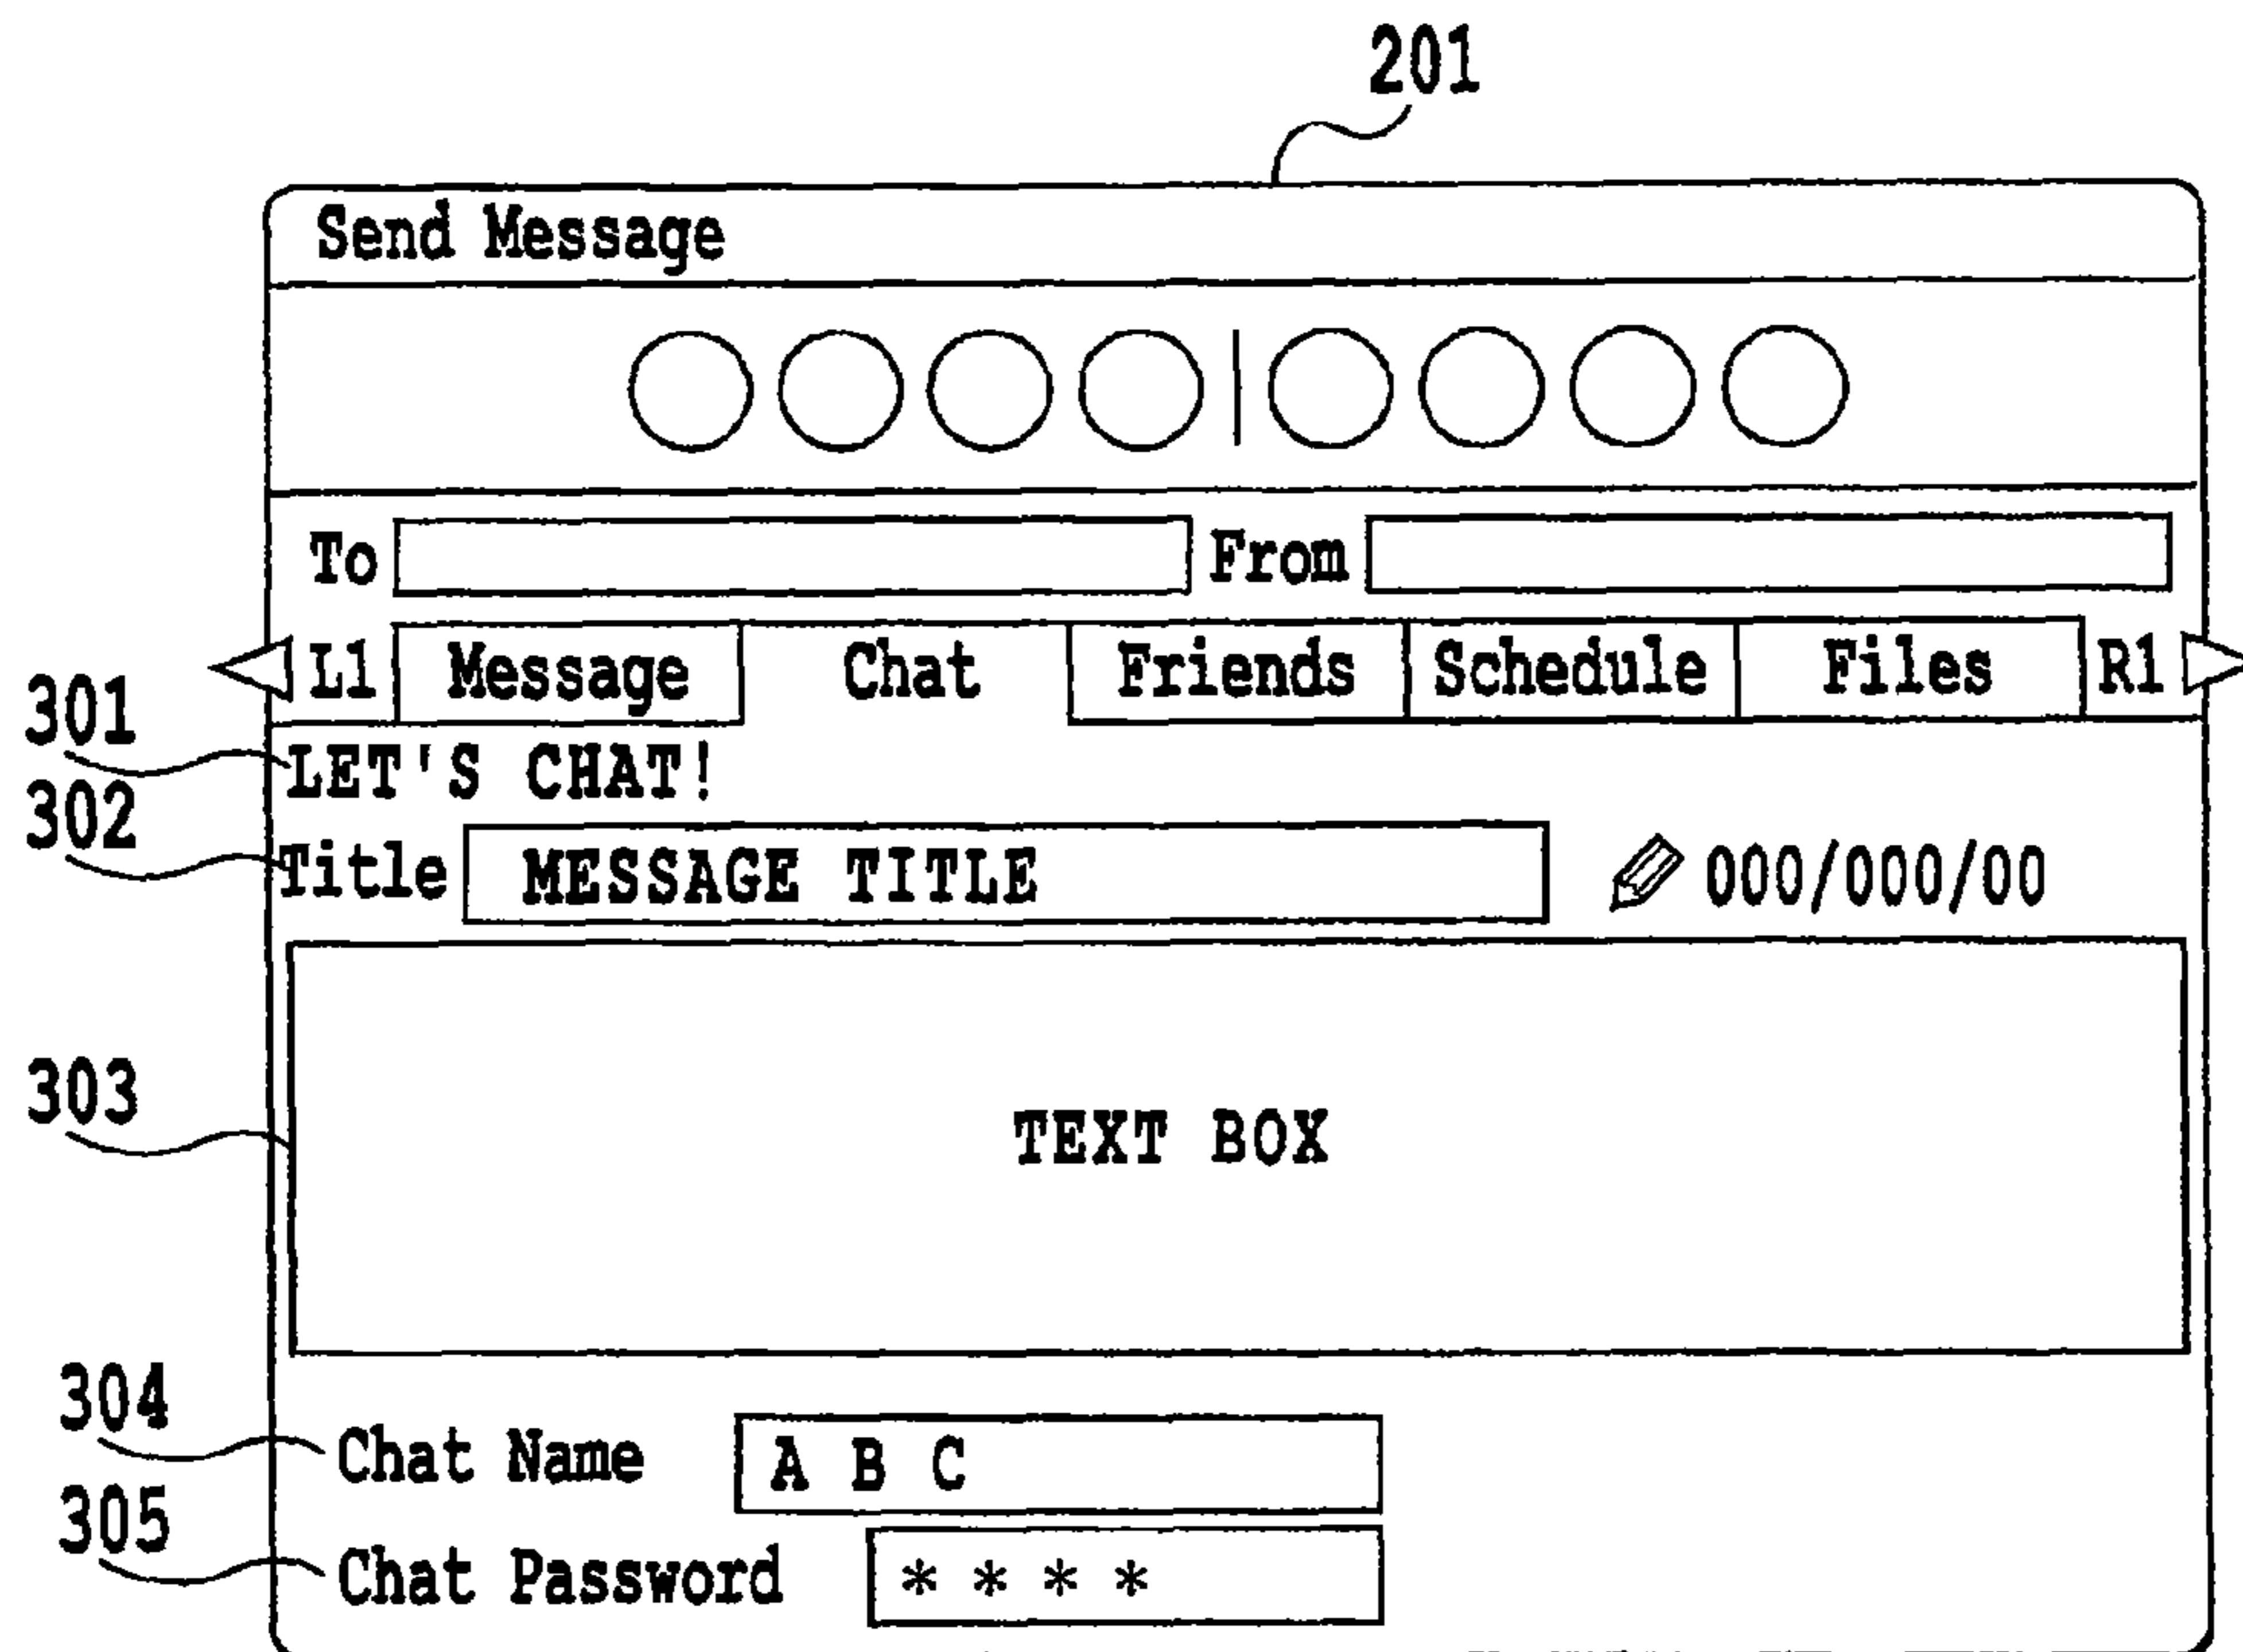 201
Send Message
To From
L1 Message Chat Friends Schedule Files R1
301
LET'S CHAT!
302
Title MESSAGE TITLE 000/000/00
303
TEXT BOX
304
Chat Name A B C
305
Chat Password * * * *